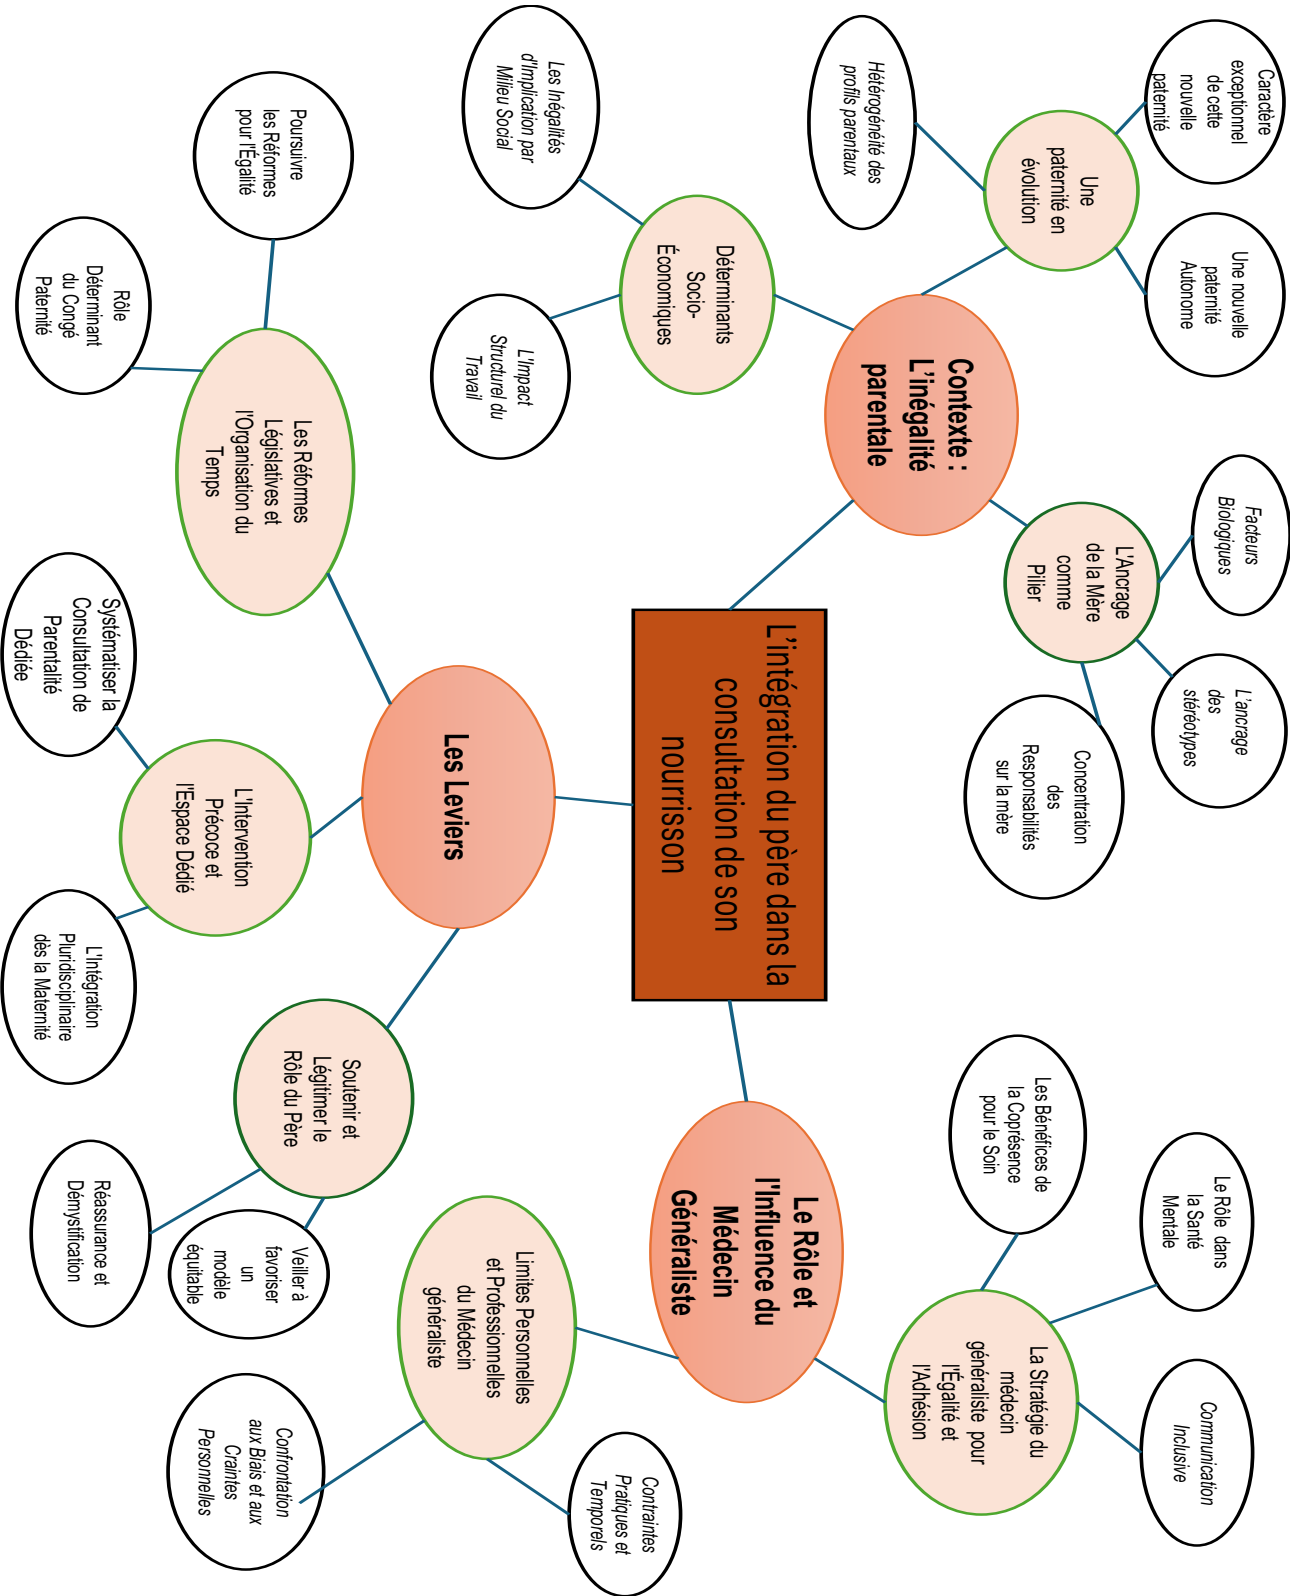 L'intégration du père dans la
consultation de son
nourrisson
Contexte :
L'inégalité
parentale
Une
paternité en
évolution
Caractère
exceptionnel
de cette
nouvelle
paternité
Une nouvelle
paternité
Autonome
Hétérogénéité des
profils parentaux
Déterminants
Socio-
Économiques
Les Inégalités
d'Implication par
Milieu Social
L'Impact
Structurel du
Travail
L'Ancrage
de la Mère
comme
Pilier
Facteurs
Biologiques
L'ancrage
des
stéréotypes
Concentration
des
Responsabilités
sur la mère
Le Rôle et
l'Influence du
Médecin
Généraliste
La Stratégie du
médecin
généraliste pour
l'Égalité et
l'Adhésion
Les Bénéfices de
la Coprésence
pour le Soin
Le Rôle dans
la Santé
Mentale
Communication
Inclusive
Limites Personnelles
et Professionnelles
du Médecin
généraliste
Contraintes
Pratiques et
Temporels
Confrontation
aux Biais et aux
Craintes
Personnelles
Les Leviers
Les Réformes
Législatives et
l'Organisation du
Temps
Poursuivre
les Réformes
pour l'Égalité
Rôle
Déterminant
du Congé
Paternité
L'Intervention
Précoce et
l'Espace Dédié
Systématiser la
Consultation de
Parentalité
Dédiée
L'Intégration
Pluridisciplinaire
dès la Maternité
Soutenir et
Légitimer le
Rôle du Père
Réassurance et
Démystification
Veiller à
favoriser
un
modèle
équitable